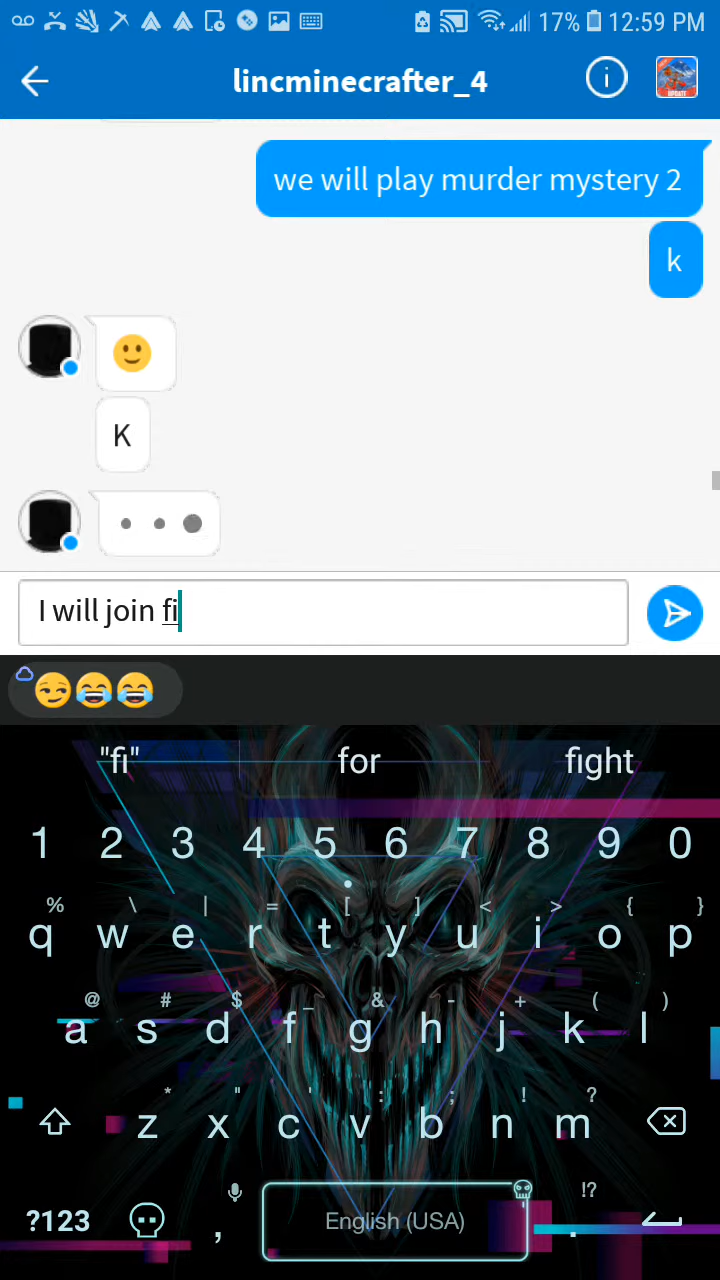 17% 12:59 PM
lincminecrafter_4
UPDATE
we will play murder mystery 2
k
K
I will join fi
"fi" for fight
1 2 3 4 5 6 7 8 9 0
% \ | = [ ] < > { }
q w e r t y u i o p
@ # $ _ & - + ( )
a s d f g h j k l
* " ' : ; ! ?
z x c v b n m
!?
?123 , English (USA) .